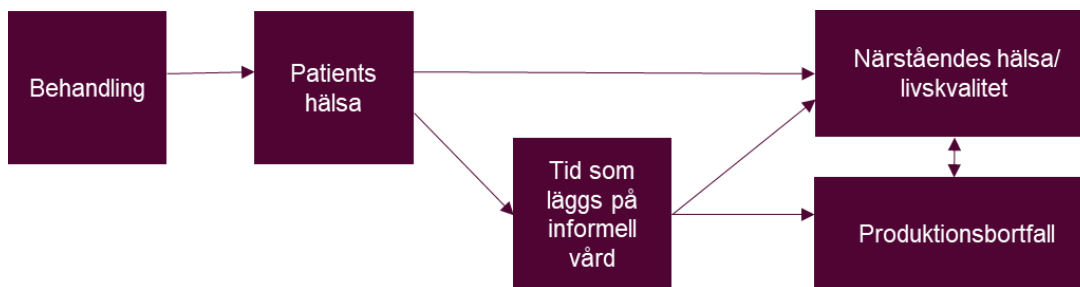 Behandling
Patients
hälsa
Närståendes hälsa/
livskvalitet
Tid som
läggs på
informell
vård
Produktionsbortfall